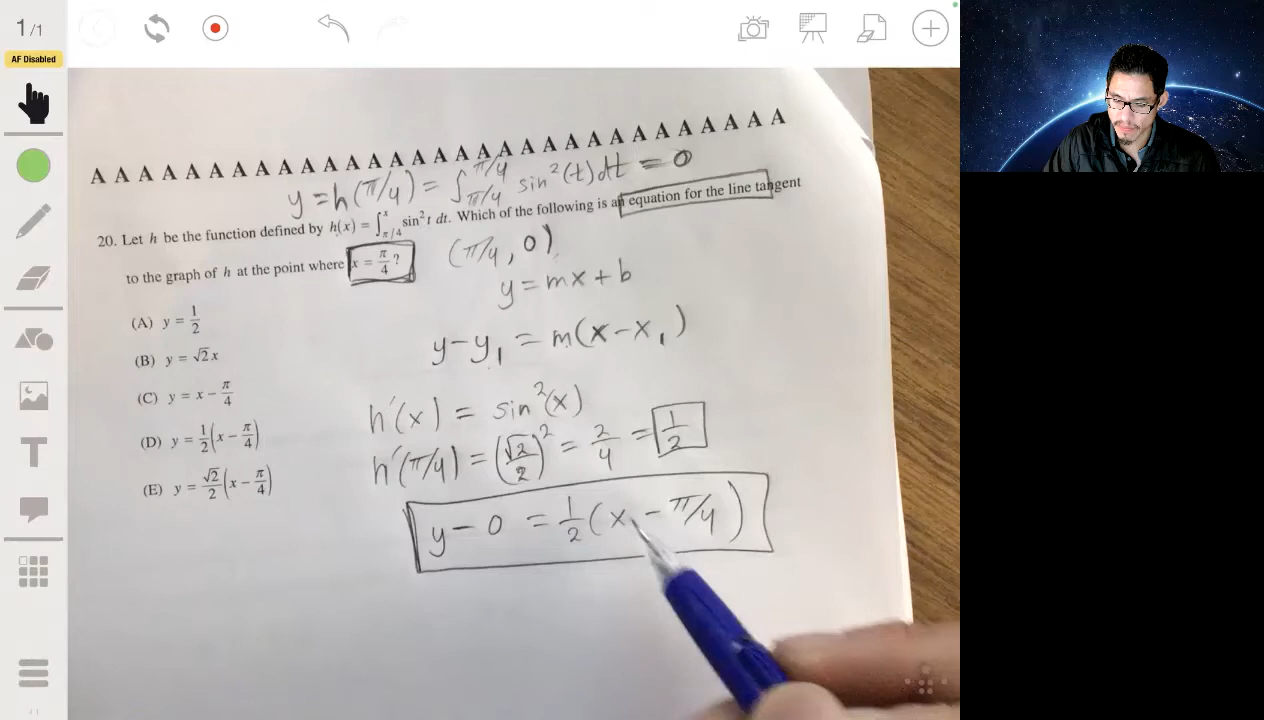 1/1
AF Disabled
A A A A A A A A A A A A A A A A A A A A A A A A A A A A A A A A A A A A A
y = h(π/4) = ∫_{π/4}^{π/4} sin²(t)dt = 0
20. Let h be the function defined by h(x) = ∫_{π/4}^{x} sin² t dt. Which of the following is an equation for the line tangent
to the graph of h at the point where x = π/4?
(π/4, 0)
y = mx + b
(A) y = 1/2
y - y₁ = m(x - x₁)
(B) y = √2 x
(C) y = x - π/4
h'(x) = sin²(x)
(D) y = 1/2 (x - π/4)
h'(π/4) = (√2/2)² = 2/4 = 1/2
(E) y = √2/2 (x - π/4)
y - 0 = 1/2 (x - π/4)